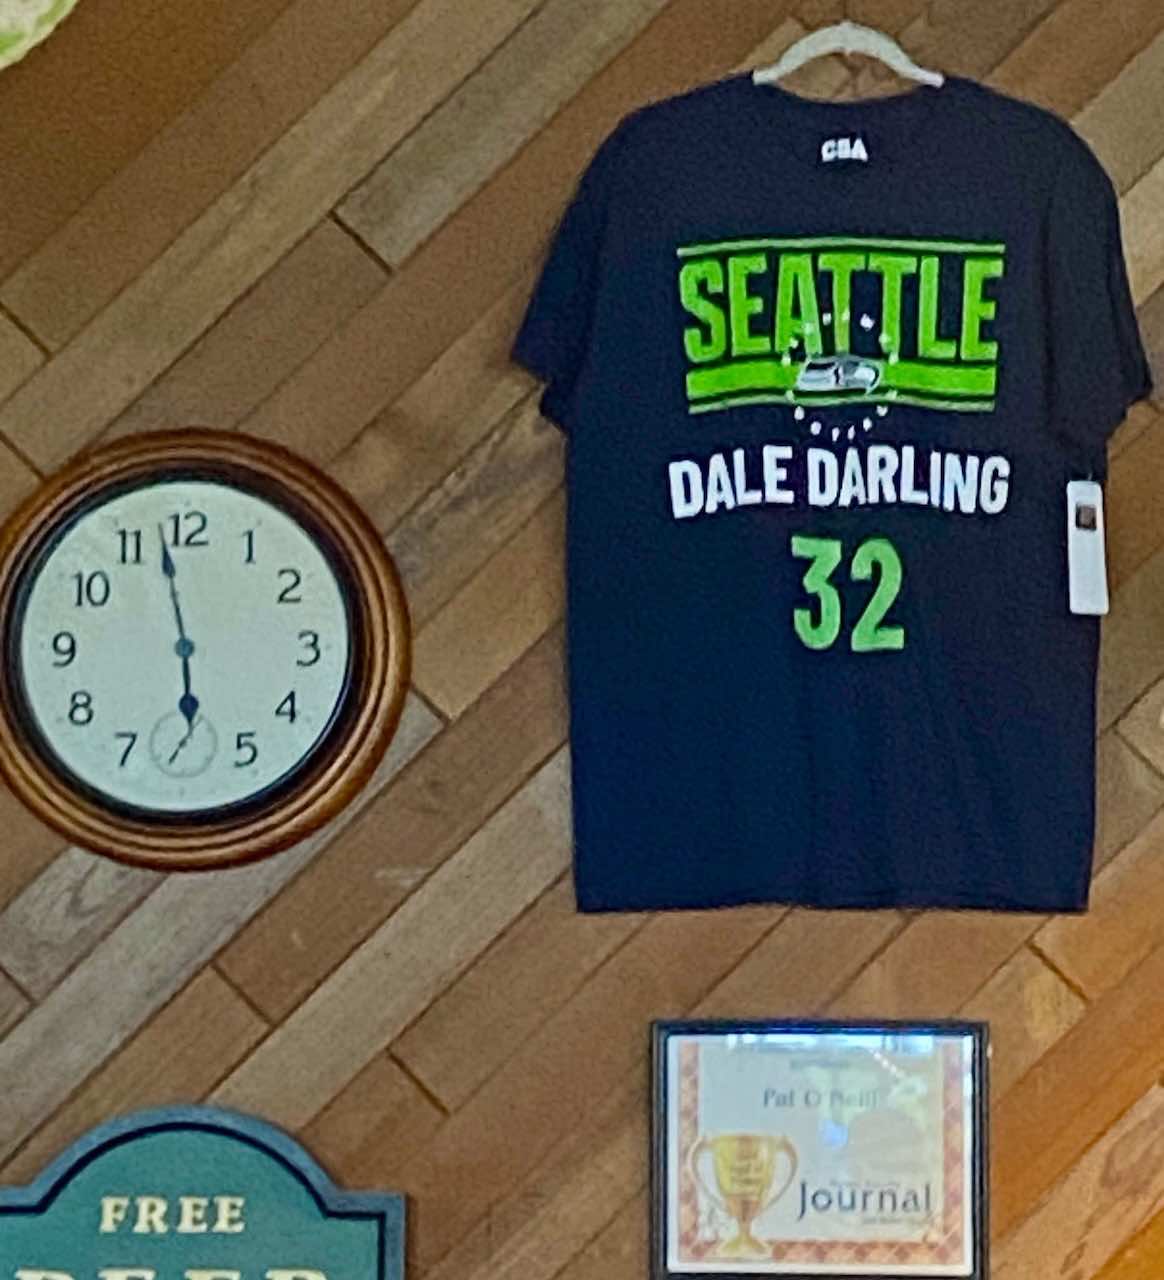 CSA
SEATTLE
DALE DARLING
32
12
1
2
3
4
5
7
8
9
10
11
FREE
BEER
Pat O'Neill
Journal